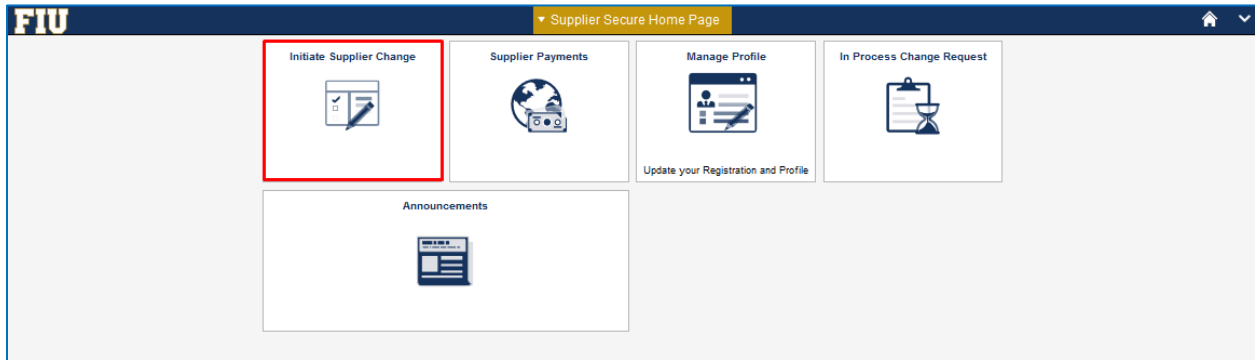 FIU
Supplier Secure Home Page
Initiate Supplier Change
Supplier Payments
Manage Profile
Update your Registration and Profile
In Process Change Request
Announcements